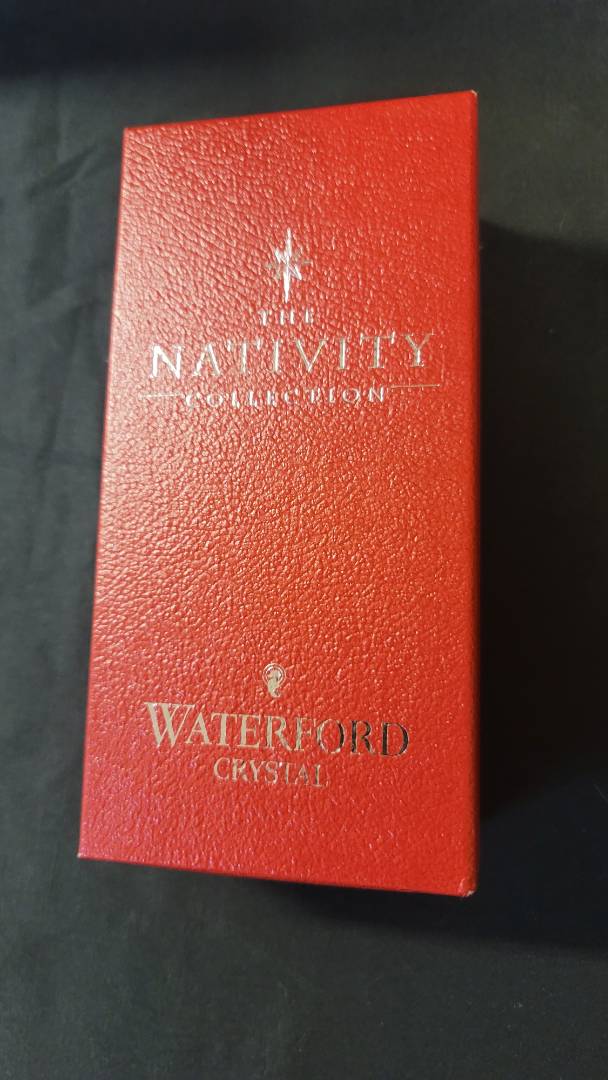 THE
NATIVITY
COLLECTION
WATERFORD
CRYSTAL